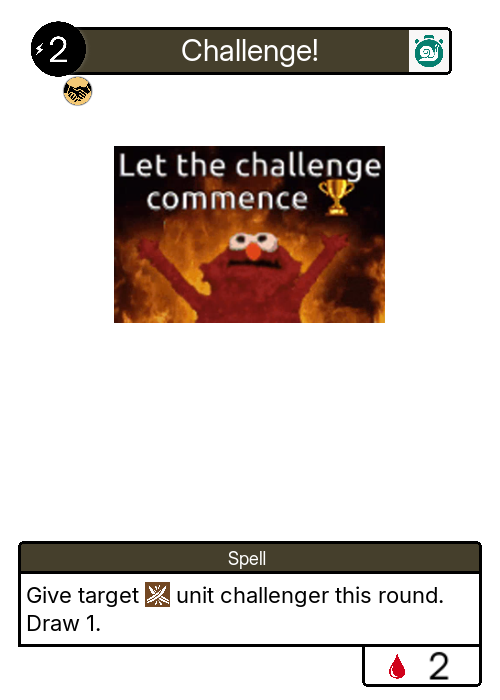 2
Challenge!
Let the challenge
commence
Spell
Give target unit challenger this round.
Draw 1.
2